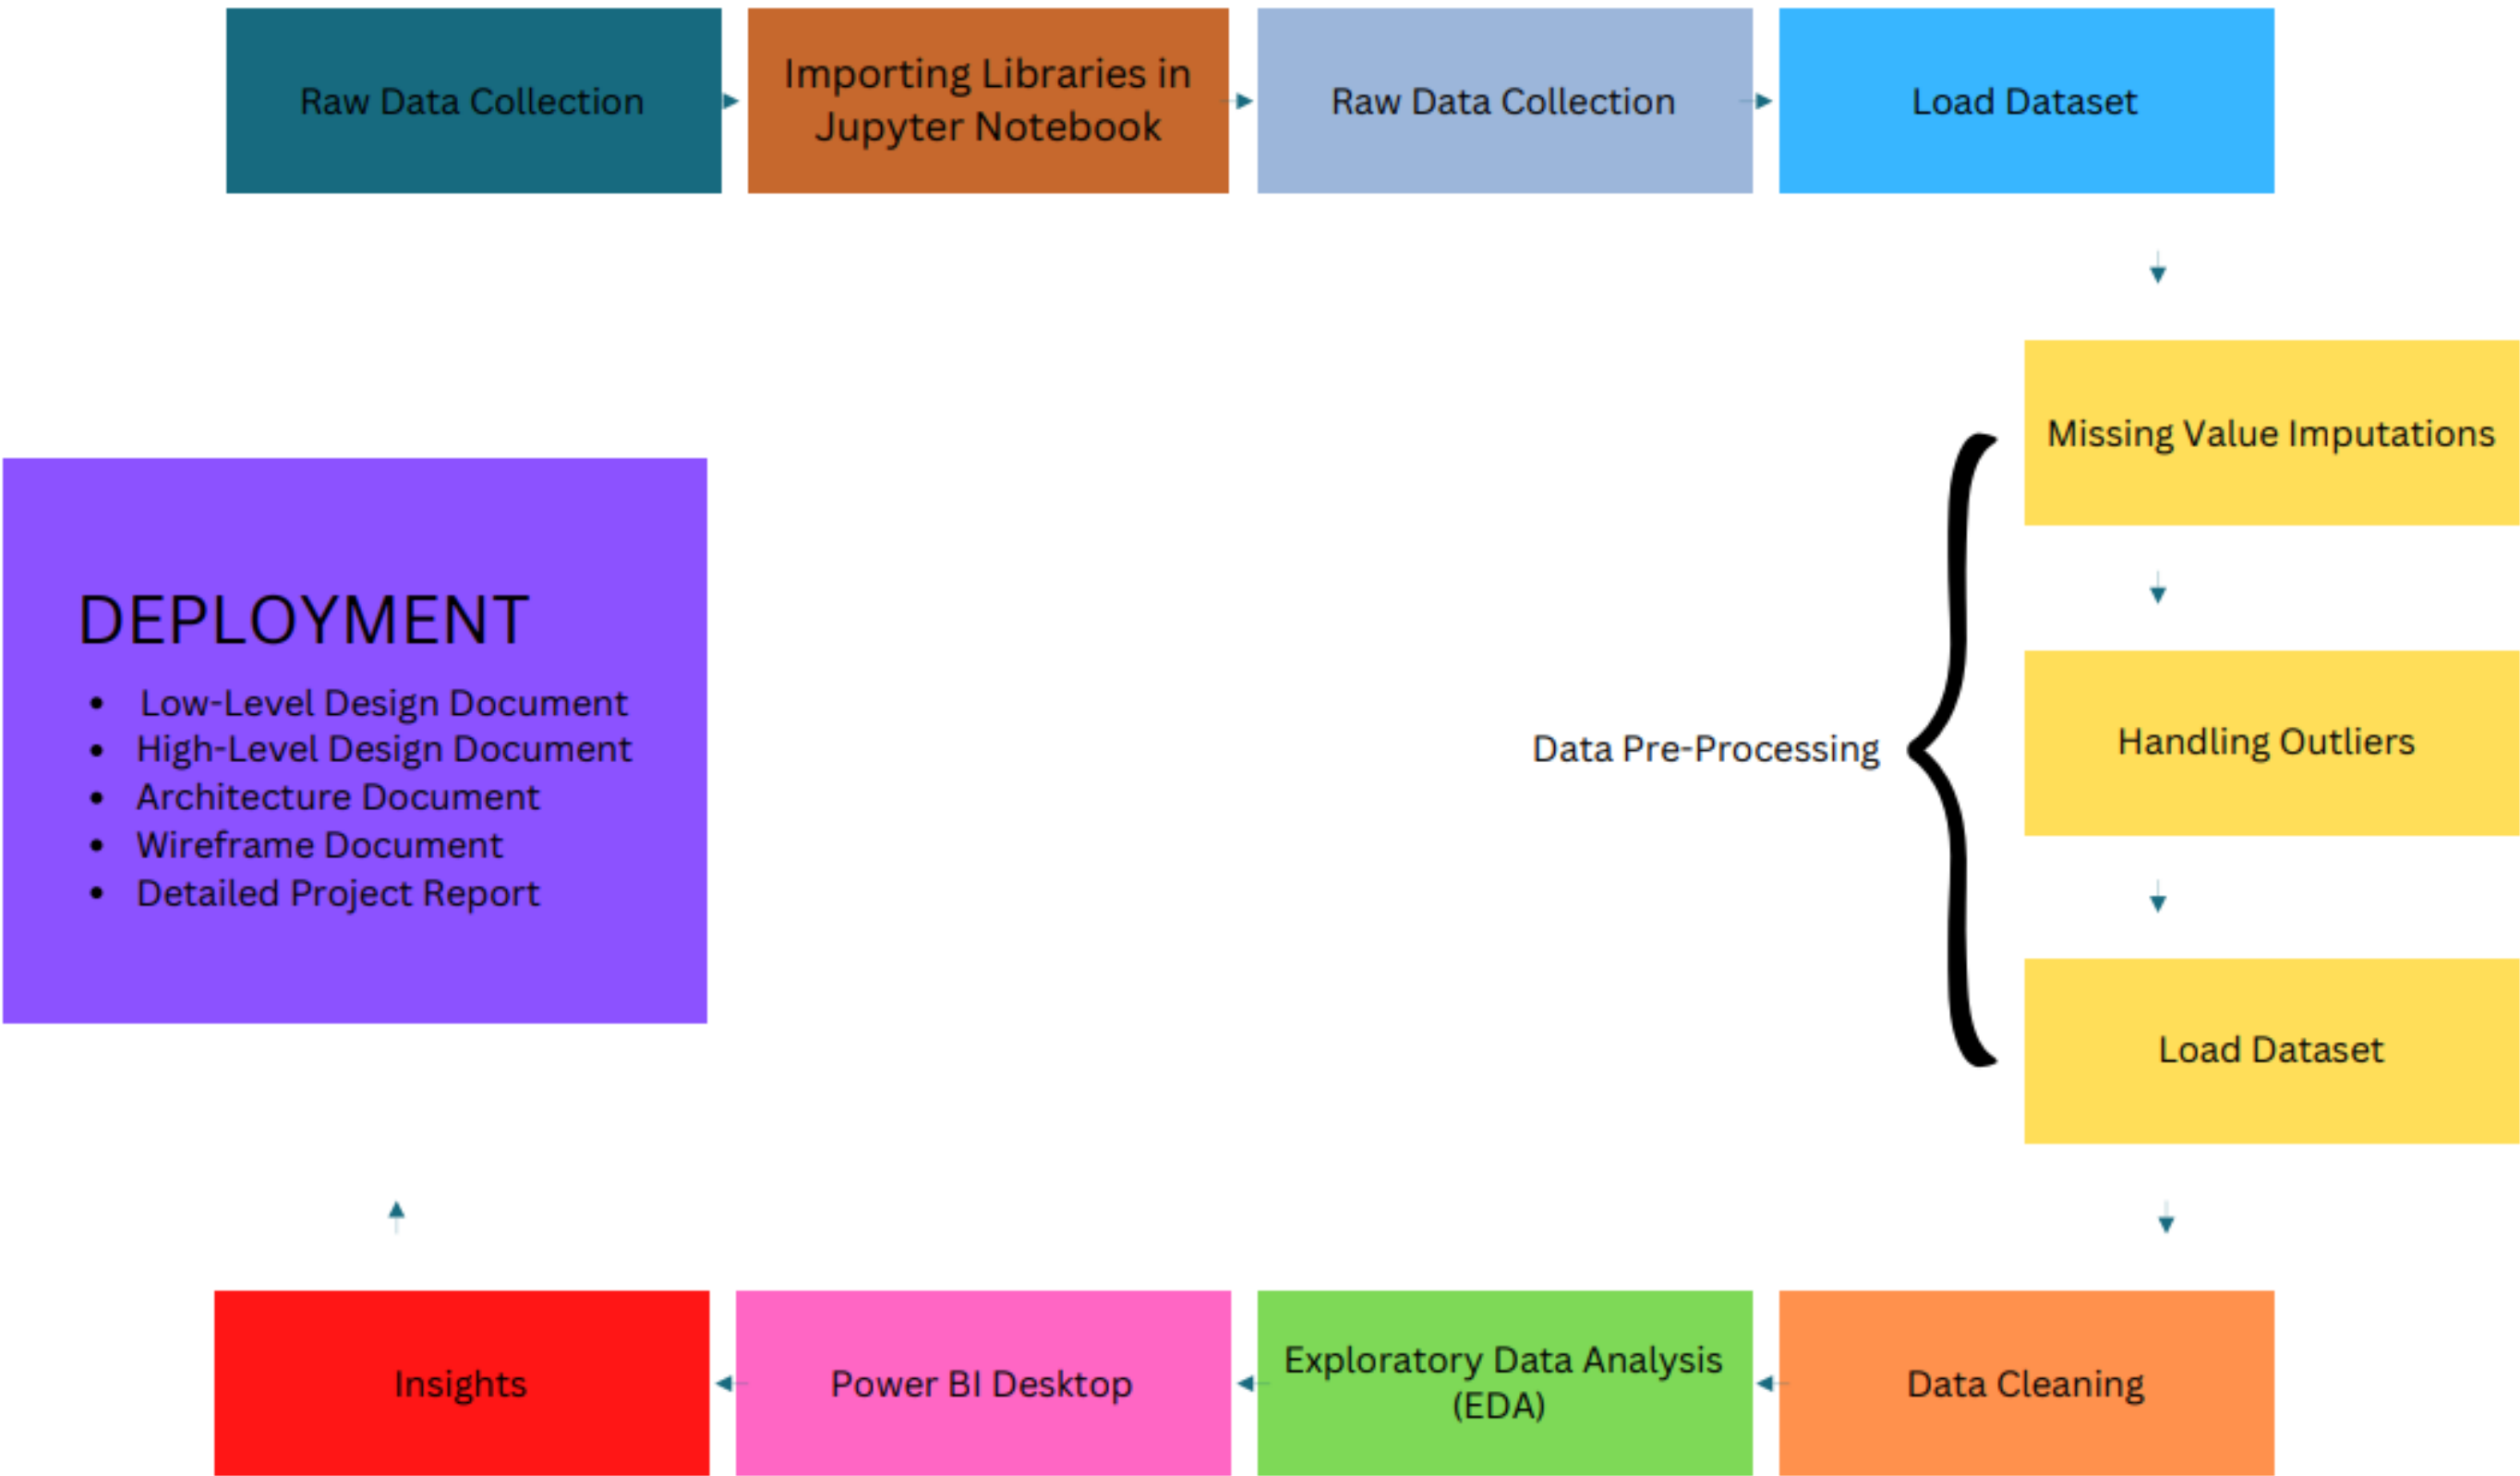 Raw Data Collection
Importing Libraries in
Jupyter Notebook
Raw Data Collection
Load Dataset
Missing Value Imputations
Handling Outliers
Load Dataset
Data Pre-Processing
Data Cleaning
Exploratory Data Analysis
(EDA)
Power BI Desktop
Insights
DEPLOYMENT
• Low-Level Design Document
• High-Level Design Document
• Architecture Document
• Wireframe Document
• Detailed Project Report